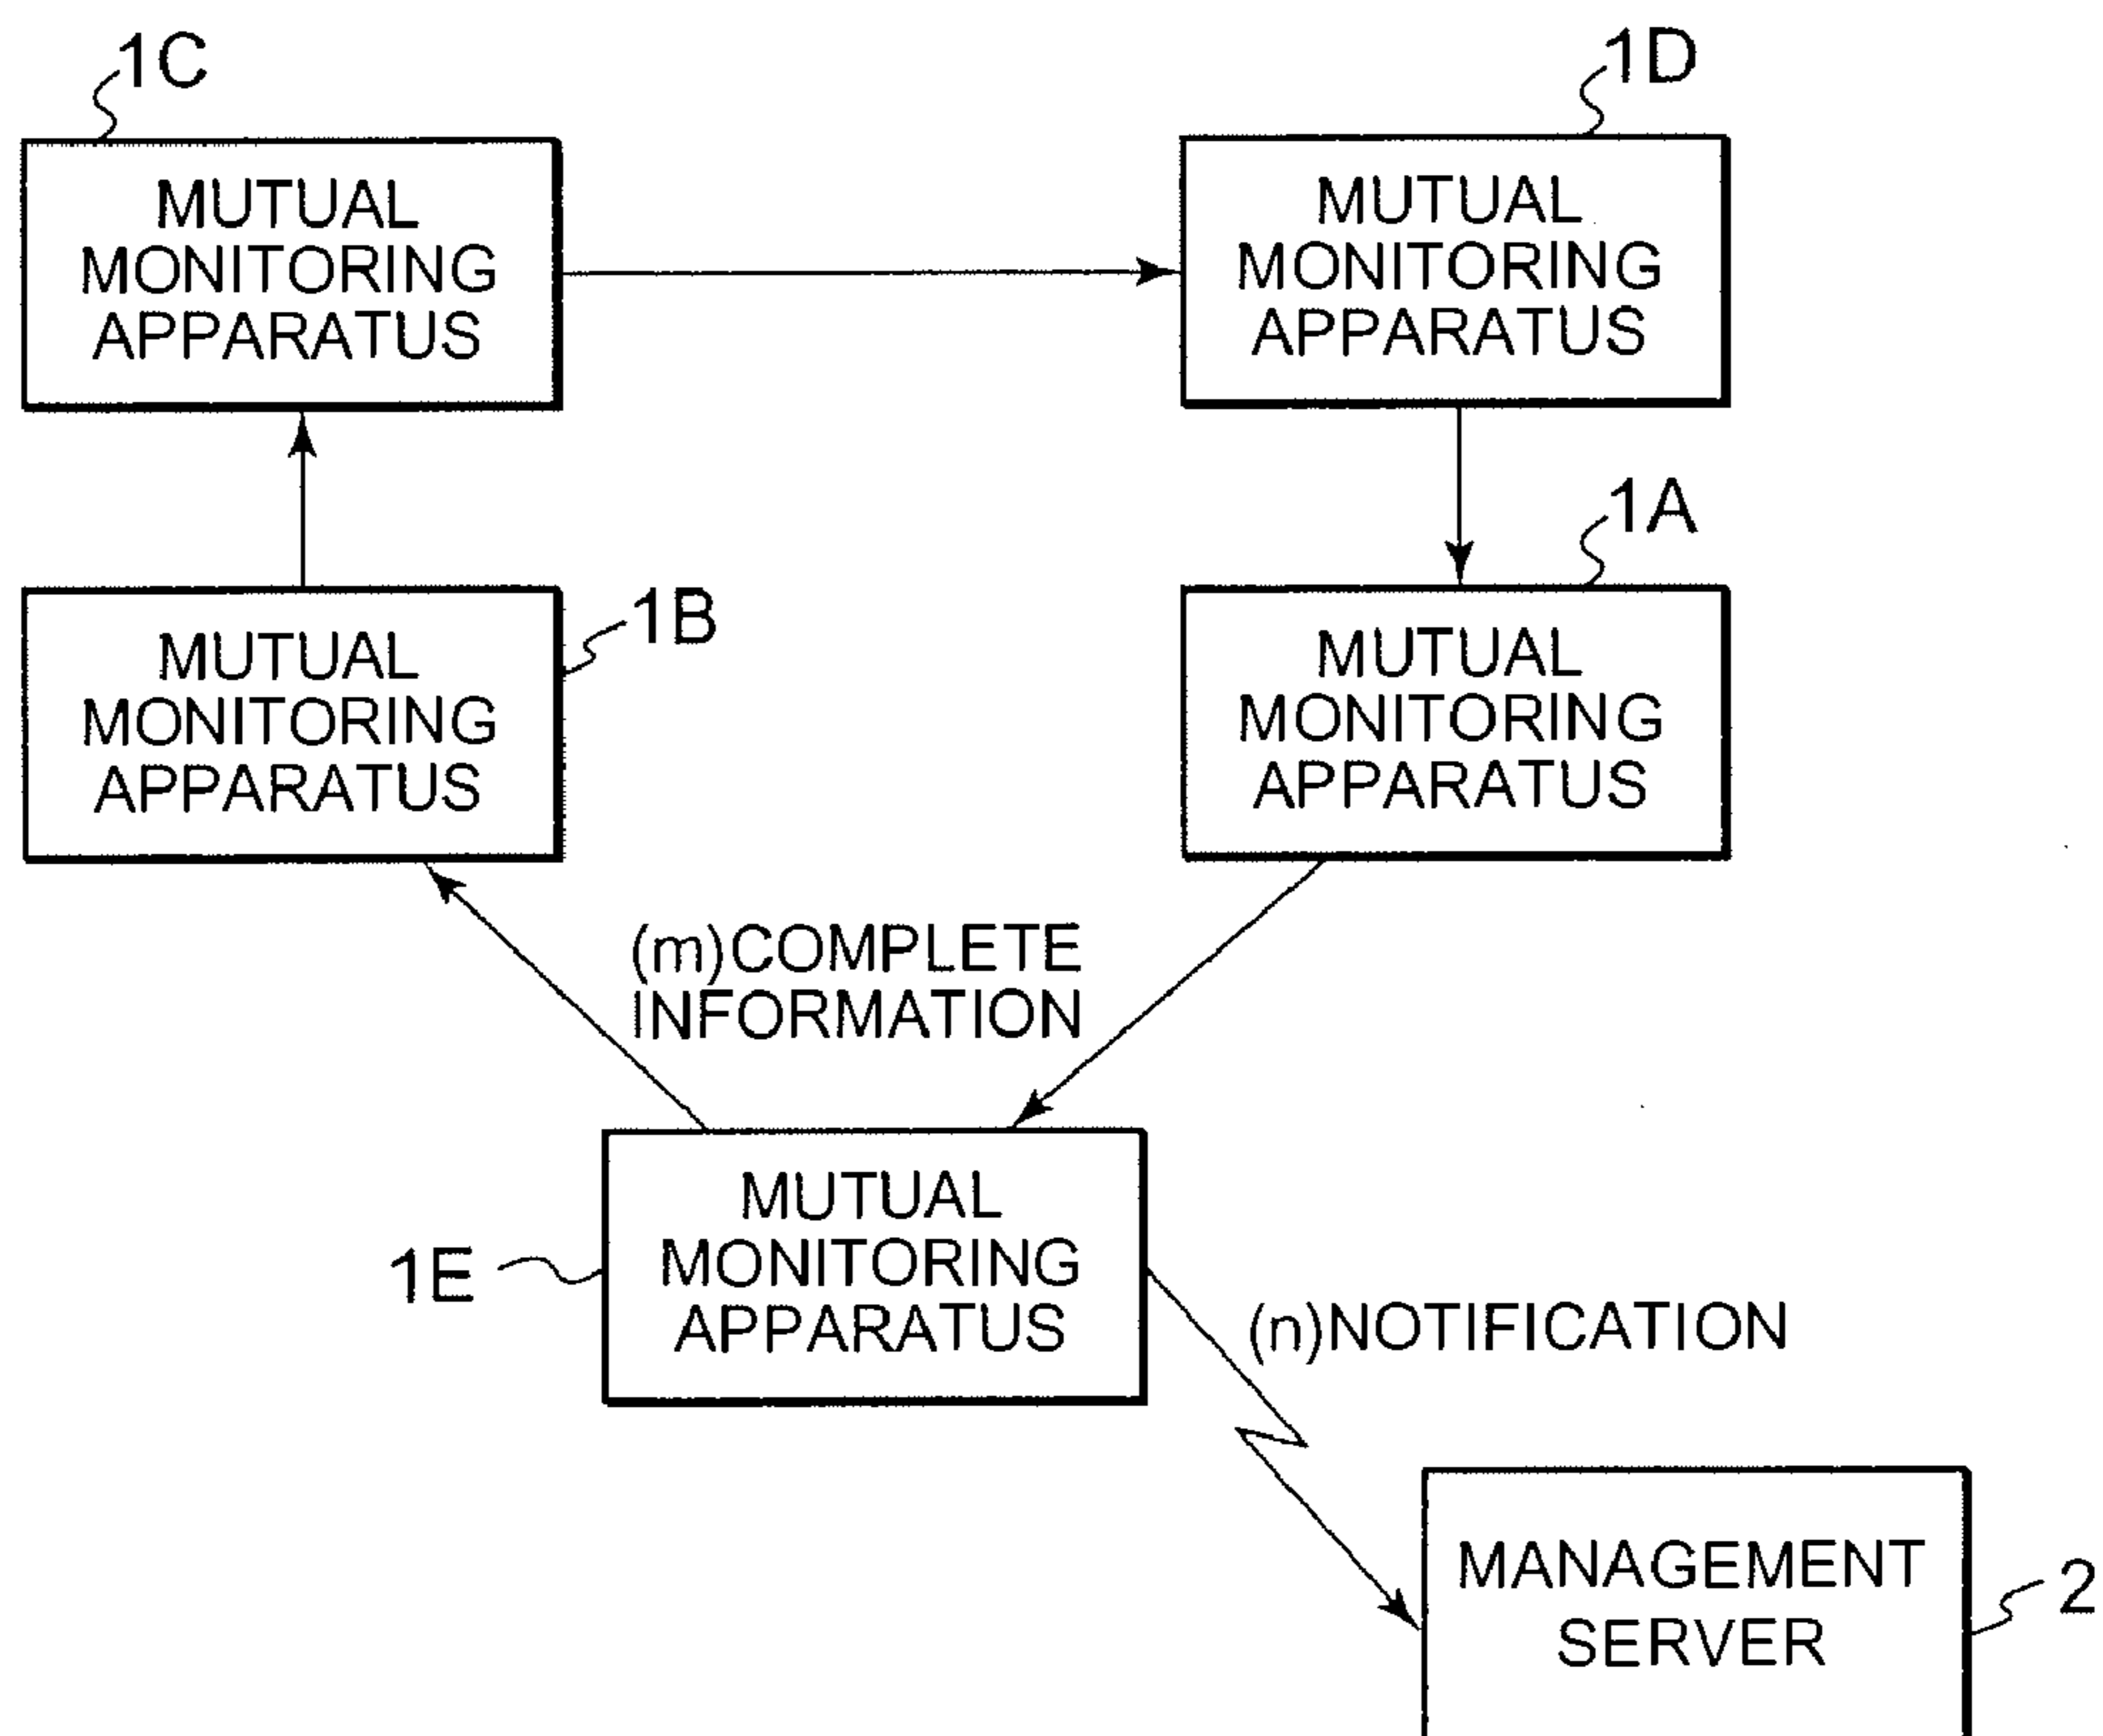 1C
1D
MUTUAL
MONITORING
APPARATUS
MUTUAL
MONITORING
APPARATUS
1A
1B
MUTUAL
MONITORING
APPARATUS
MUTUAL
MONITORING
APPARATUS
(m)COMPLETE
INFORMATION
1E
MUTUAL
MONITORING
APPARATUS
(n)NOTIFICATION
MANAGEMENT
SERVER
2